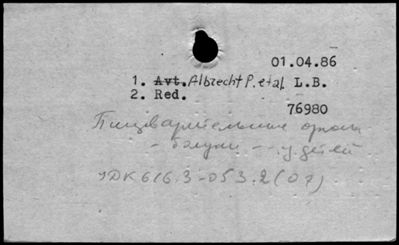 01.04.86
1. Avt. Albrecht P. et al. L.B.
2. Red.
76980
Пищеварительные органы
- болезни -- у детей
УДК 616.3-053.2(07)